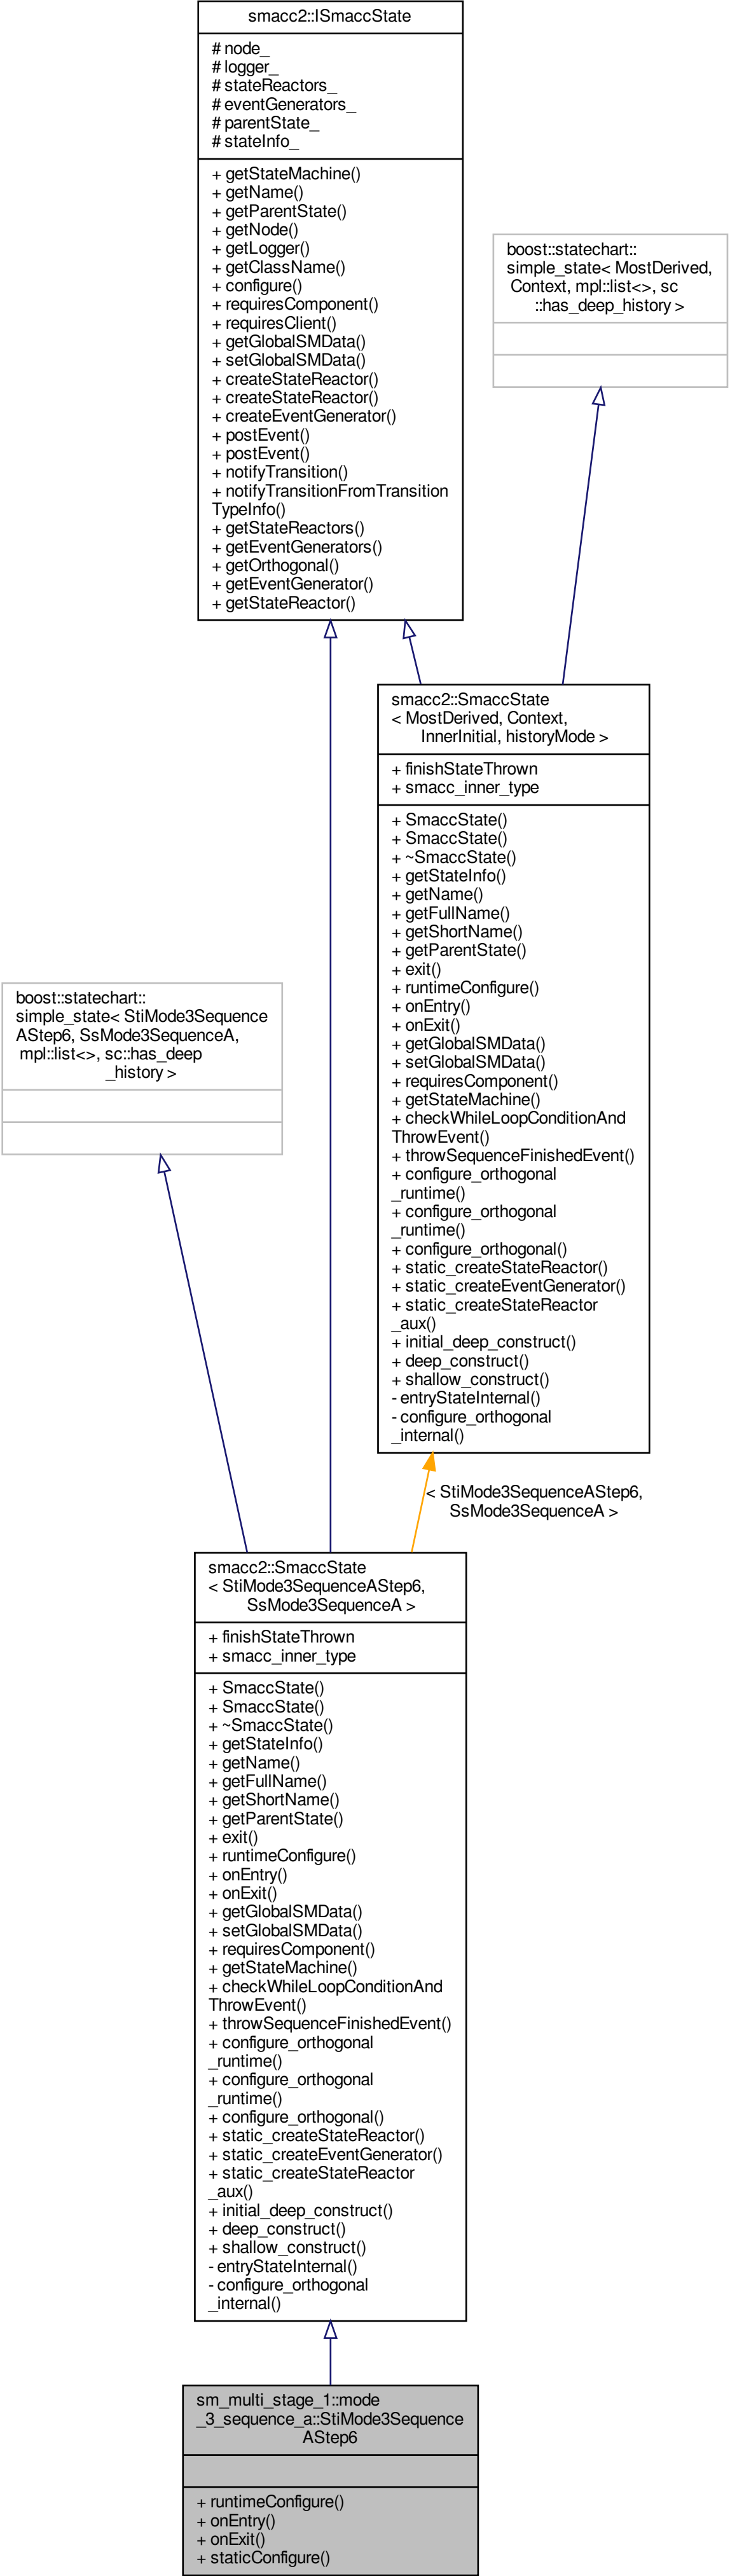 smacc2::ISmaccState
# node_
# logger_
# stateReactors_
# eventGenerators_
# parentState_
# stateInfo_
+ getStateMachine()
+ getName()
+ getParentState()
+ getNode()
+ getLogger()
+ getClassName()
+ configure()
+ requiresComponent()
+ requiresClient()
+ getGlobalSMData()
+ setGlobalSMData()
+ createStateReactor()
+ createStateReactor()
+ createEventGenerator()
+ postEvent()
+ postEvent()
+ notifyTransition()
+ notifyTransitionFromTransition
TypeInfo()
+ getStateReactors()
+ getEventGenerators()
+ getOrthogonal()
+ getEventGenerator()
+ getStateReactor()
boost::statechart::
simple_state< MostDerived,
Context, mpl::list<>, sc
::has_deep_history >
smacc2::SmaccState
< MostDerived, Context,
InnerInitial, historyMode >
+ finishStateThrown
+ smacc_inner_type
+ SmaccState()
+ SmaccState()
+ ~SmaccState()
+ getStateInfo()
+ getName()
+ getFullName()
+ getShortName()
+ getParentState()
+ exit()
+ runtimeConfigure()
+ onEntry()
+ onExit()
+ getGlobalSMData()
+ setGlobalSMData()
+ requiresComponent()
+ getStateMachine()
+ checkWhileLoopConditionAnd
ThrowEvent()
+ throwSequenceFinishedEvent()
+ configure_orthogonal
_runtime()
+ configure_orthogonal
_runtime()
+ configure_orthogonal()
+ static_createStateReactor()
+ static_createEventGenerator()
+ static_createStateReactor
_aux()
+ initial_deep_construct()
+ deep_construct()
+ shallow_construct()
- entryStateInternal()
- configure_orthogonal
_internal()
boost::statechart::
simple_state< StiMode3Sequence
AStep6, SsMode3SequenceA,
mpl::list<>, sc::has_deep
_history >
< StiMode3SequenceAStep6,
SsMode3SequenceA >
smacc2::SmaccState
< StiMode3SequenceAStep6,
SsMode3SequenceA >
+ finishStateThrown
+ smacc_inner_type
+ SmaccState()
+ SmaccState()
+ ~SmaccState()
+ getStateInfo()
+ getName()
+ getFullName()
+ getShortName()
+ getParentState()
+ exit()
+ runtimeConfigure()
+ onEntry()
+ onExit()
+ getGlobalSMData()
+ setGlobalSMData()
+ requiresComponent()
+ getStateMachine()
+ checkWhileLoopConditionAnd
ThrowEvent()
+ throwSequenceFinishedEvent()
+ configure_orthogonal
_runtime()
+ configure_orthogonal
_runtime()
+ configure_orthogonal()
+ static_createStateReactor()
+ static_createEventGenerator()
+ static_createStateReactor
_aux()
+ initial_deep_construct()
+ deep_construct()
+ shallow_construct()
- entryStateInternal()
- configure_orthogonal
_internal()
sm_multi_stage_1::mode
_3_sequence_a::StiMode3Sequence
AStep6
+ runtimeConfigure()
+ onEntry()
+ onExit()
+ staticConfigure()